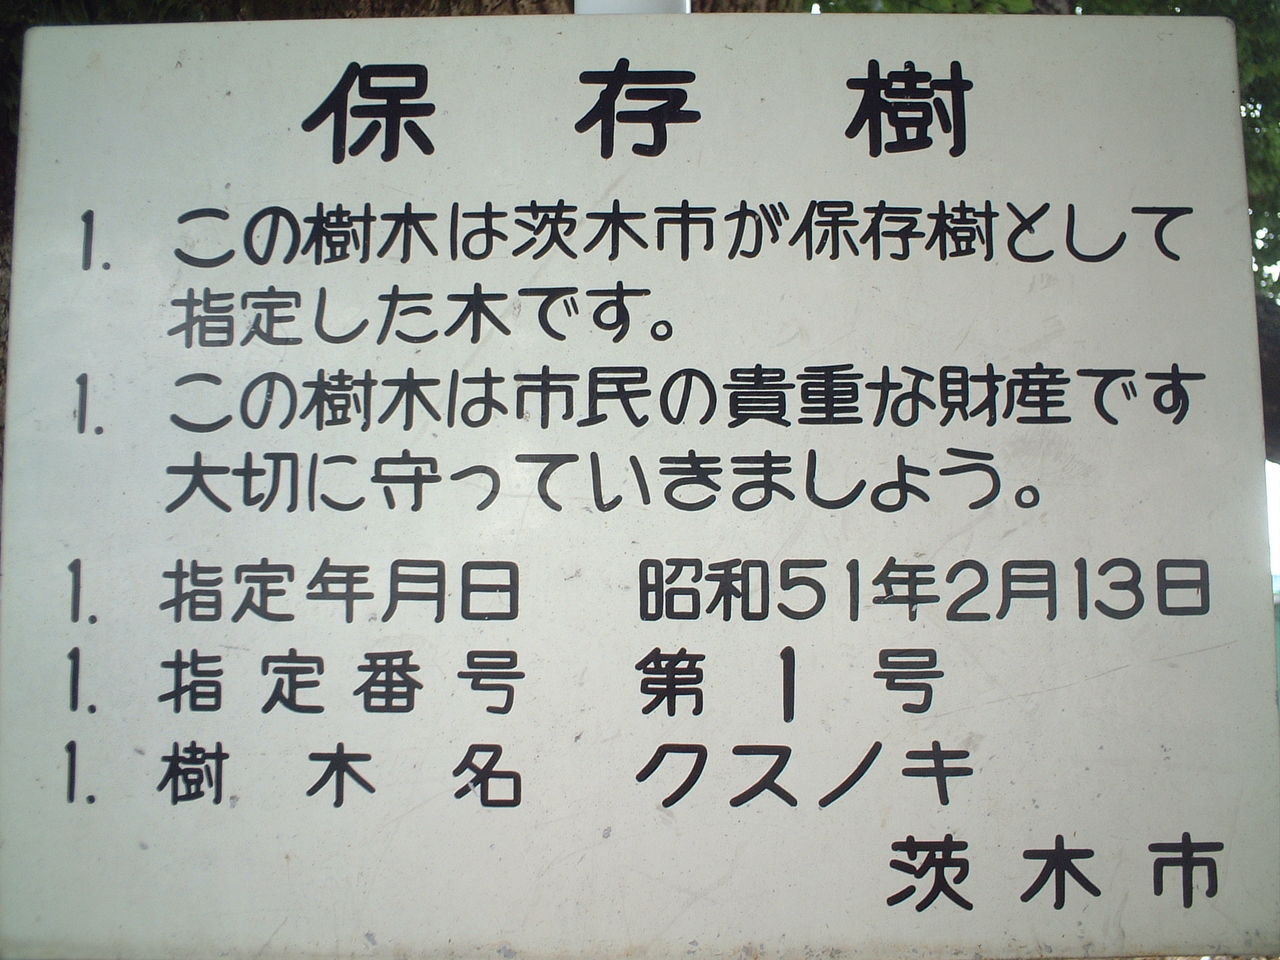 保存樹
1. この樹木は茨木市が保存樹として
指定した木です。
1. この樹木は市民の貴重な財産です
大切に守っていきましょう。
1. 指定年月日 昭和51年2月13日
1. 指定番号 第1号
1. 樹木名 クスノキ
茨木市